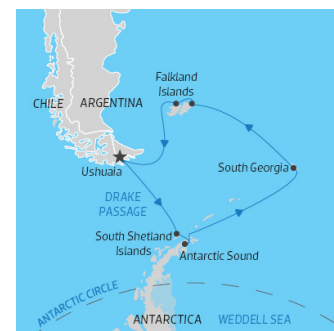 Falkland
Islands
CHILE
ARGENTINA
Ushuaia
South Georgia
DRAKE
PASSAGE
South Shetland
Islands
Antarctic Sound
ANTARCTIC CIRCLE
ANTARCTICA
WEDDELL SEA